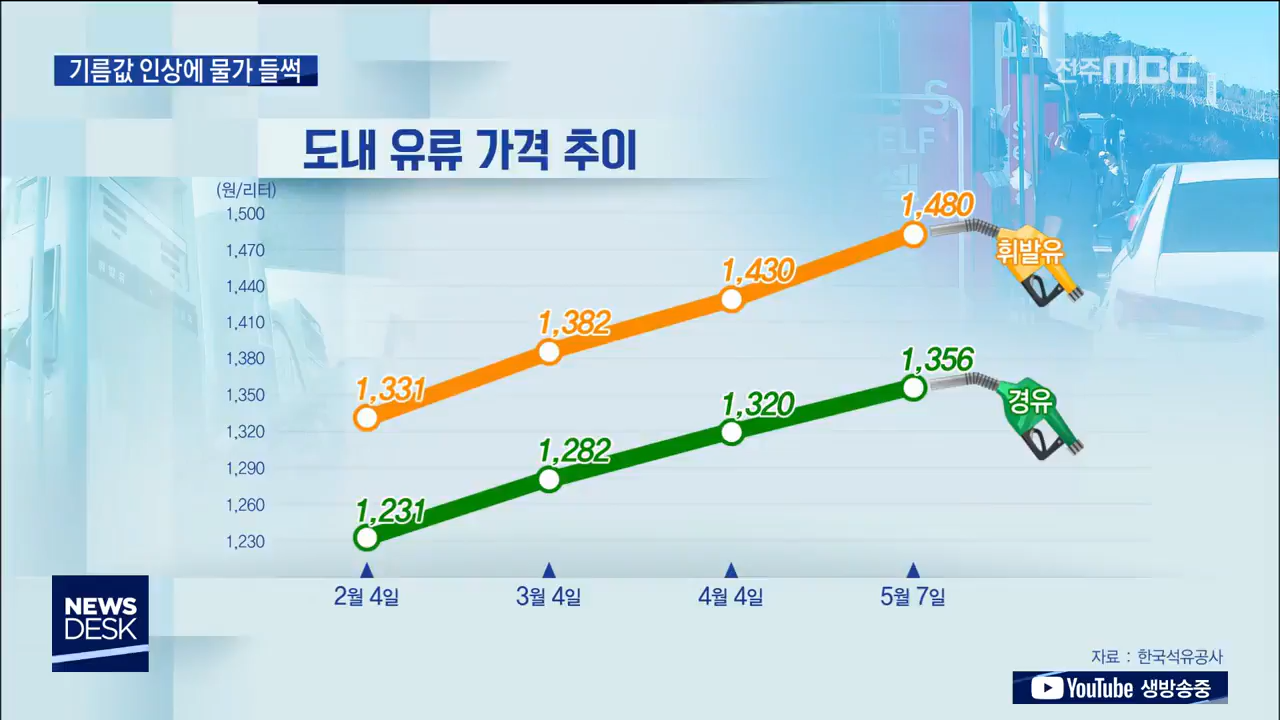 기름값 인상에 물가 들썩
전주MBC
도내 유류 가격 추이
(원/리터)
1,500
1,470
1,440
1,410
1,380
1,350
1,320
1,290
1,260
1,230
1,331
1,382
1,430
1,480
휘발유
1,231
1,282
1,320
1,356
경유
2월 4일
3월 4일
4월 4일
5월 7일
NEWS
DESK
자료 : 한국석유공사
YouTube 생방송중
S
ELF
셀